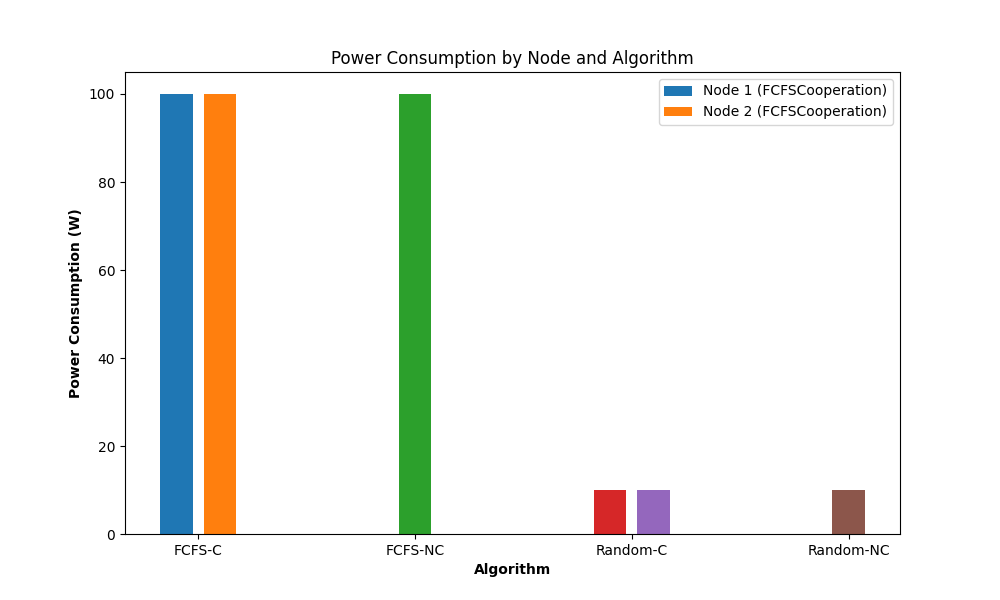 Power Consumption by Node and Algorithm
Node 1 (FCFSCooperation)
Node 2 (FCFSCooperation)
100
80
60
40
20
0
Power Consumption (W)
FCFS-C
FCFS-NC
Random-C
Random-NC
Algorithm